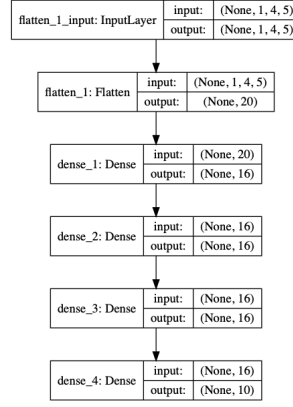 flatten_1_input: InputLayer input: (None, 1, 4, 5)
output: (None, 1, 4, 5)
flatten_1: Flatten input: (None, 1, 4, 5)
output: (None, 20)
dense_1: Dense input: (None, 20)
output: (None, 16)
dense_2: Dense input: (None, 16)
output: (None, 16)
dense_3: Dense input: (None, 16)
output: (None, 16)
dense_4: Dense input: (None, 16)
output: (None, 10)